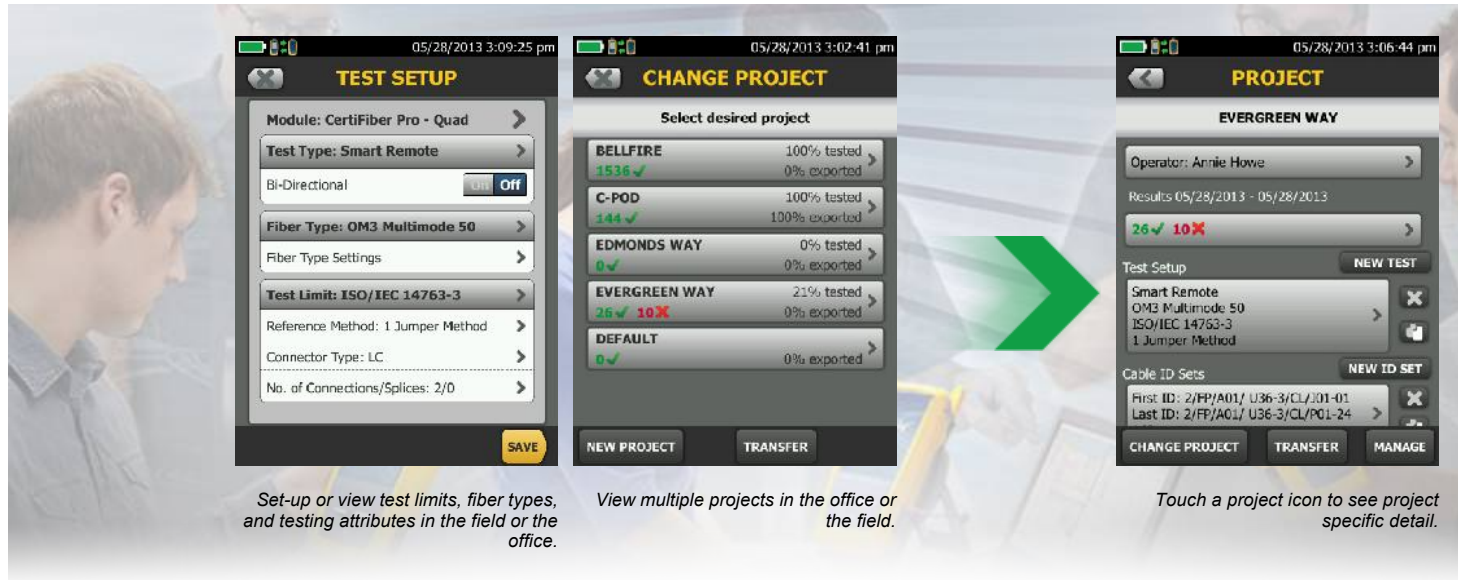 05/28/2013 3:09:25 pm
TEST SETUP
Module: CertiFiber Pro - Quad
Test Type: Smart Remote
Bi-Directional
On Off
Fiber Type: OM3 Multimode 50
Fiber Type Settings
Test Limit: ISO/IEC 14763-3
Reference Method: 1 Jumper Method
Connector Type: LC
No. of Connections/Splices: 2/0
SAVE
Set-up or view test limits, fiber types,
and testing attributes in the field or the
office.
05/28/2013 3:02:41 pm
CHANGE PROJECT
Select desired project
BELLFIRE 100% tested
1536 0% exported
C-POD 100% tested
144 100% exported
EDMONDS WAY 0% tested
0 0% exported
EVERGREEN WAY 21% tested
26 10 0% exported
DEFAULT
0 0% exported
NEW PROJECT TRANSFER
View multiple projects in the office or
the field.
05/28/2013 3:06:44 pm
PROJECT
EVERGREEN WAY
Operator: Annie Howe
Results 05/28/2013 - 05/28/2013
26 10
Test Setup NEW TEST
Smart Remote
OM3 Multimode 50
ISO/IEC 14763-3
1 Jumper Method
Cable ID Sets NEW ID SET
First ID: 2/FP/A01/ U36-3/CL/J01-01
Last ID: 2/FP/A01/ U36-3/CL/P01-24
CHANGE PROJECT TRANSFER MANAGE
Touch a project icon to see project
specific detail.